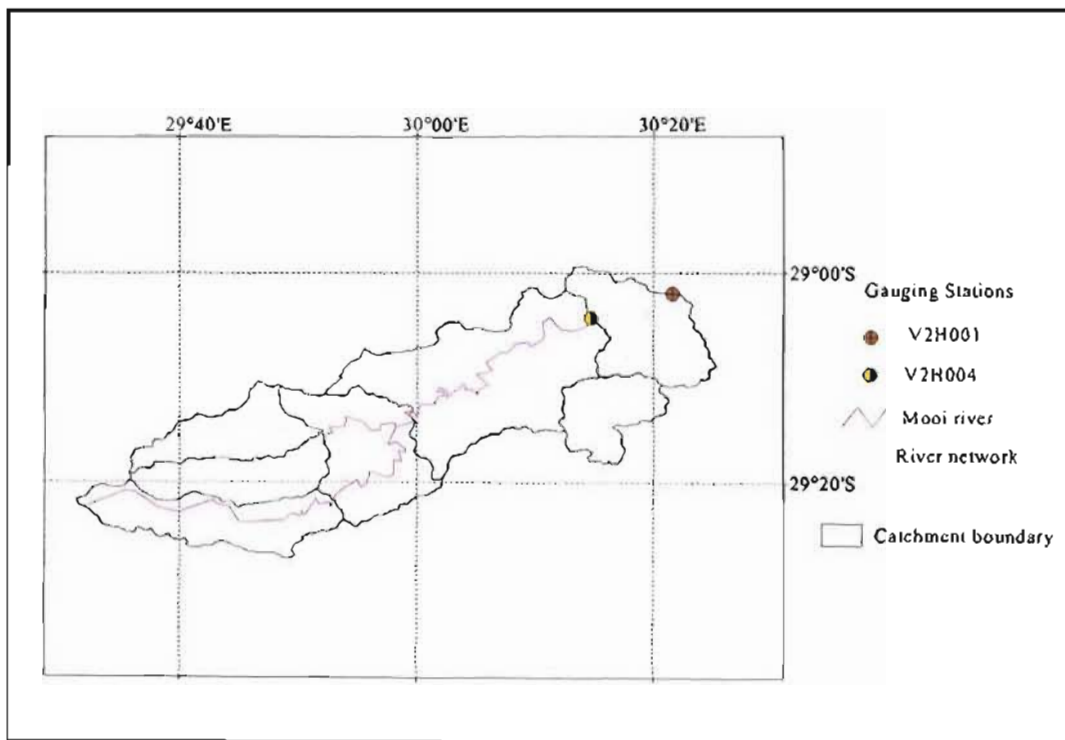 29°40'E 30°00'E 30°20'E
29°00'S
Gauging Stations
V2H001
V2H004
Mooi river
River network
29°20'S
Catchment boundary